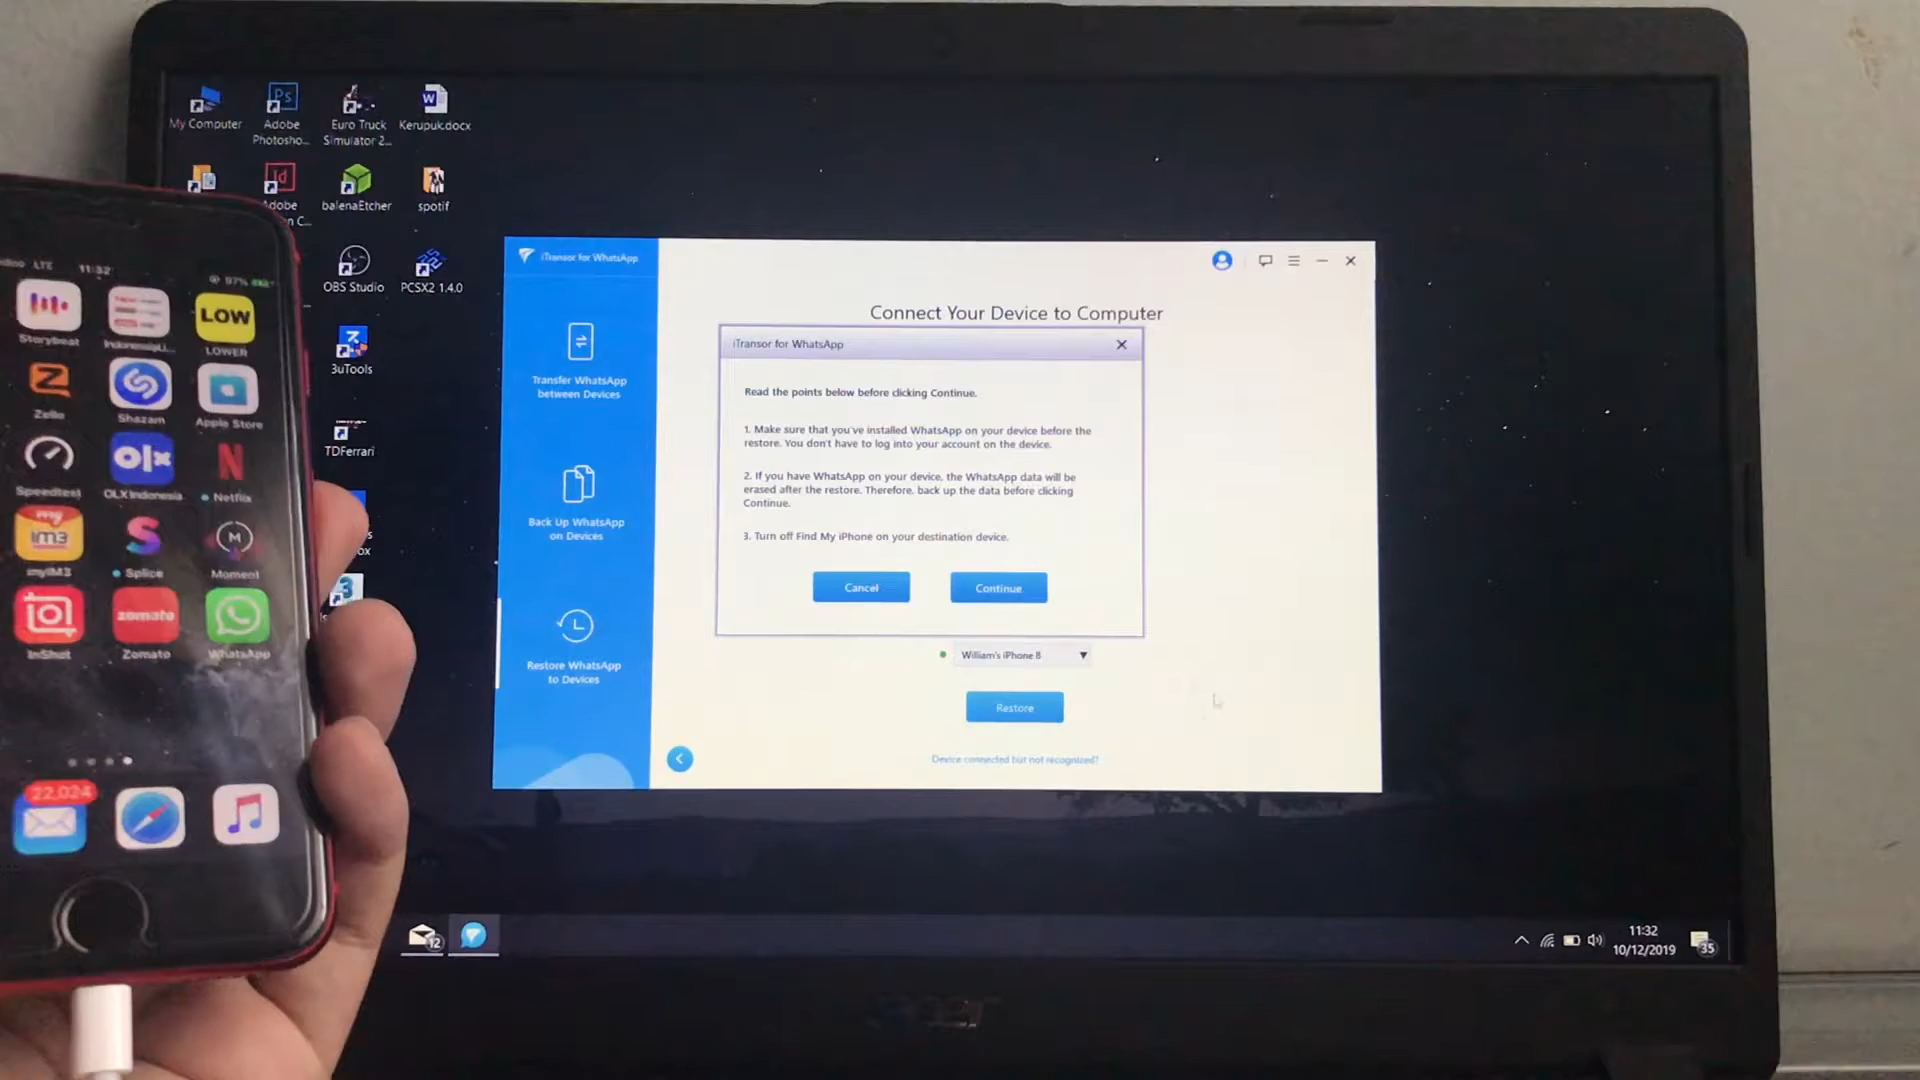 My Computer
Adobe
Photosho...
Euro Truck
Simulator 2...
Kerupuk.docx
Ps
W
Id
Adobe
n C...
balenaEtcher
spotif
OBS Studio
PCSX2 1.4.0
3uTools
TDFerrari
LTE
11:32
97%
Storybeat
LOW
LOWER
Zello
Shazam
Apple Store
Speedtest
olx
OLX Indonesia
N
Netflix
my
im3
myIM3
S
Splice
M
Moment
InShot
zomato
Zomato
WhatsApp
22,024
iTransor for WhatsApp
Transfer WhatsApp
between Devices
Back Up WhatsApp
on Devices
Restore WhatsApp
to Devices
Connect Your Device to Computer
iTransor for WhatsApp
Read the points below before clicking Continue.
1. Make sure that you've installed WhatsApp on your device before the
restore. You don't have to log into your account on the device.
2. If you have WhatsApp on your device, the WhatsApp data will be
erased after the restore. Therefore, back up the data before clicking
Continue.
3. Turn off Find My iPhone on your destination device.
Cancel
Continue
William's iPhone 8
Restore
Device connected but not recognized?
12
11:32
10/12/2019
35